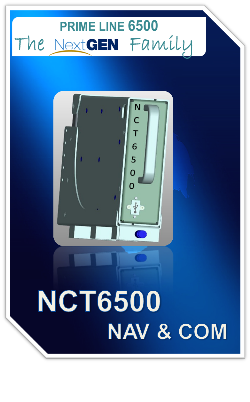 PRIME LINE 6500
The NextGEN Family
NCT6500
NCT6500
NAV & COM